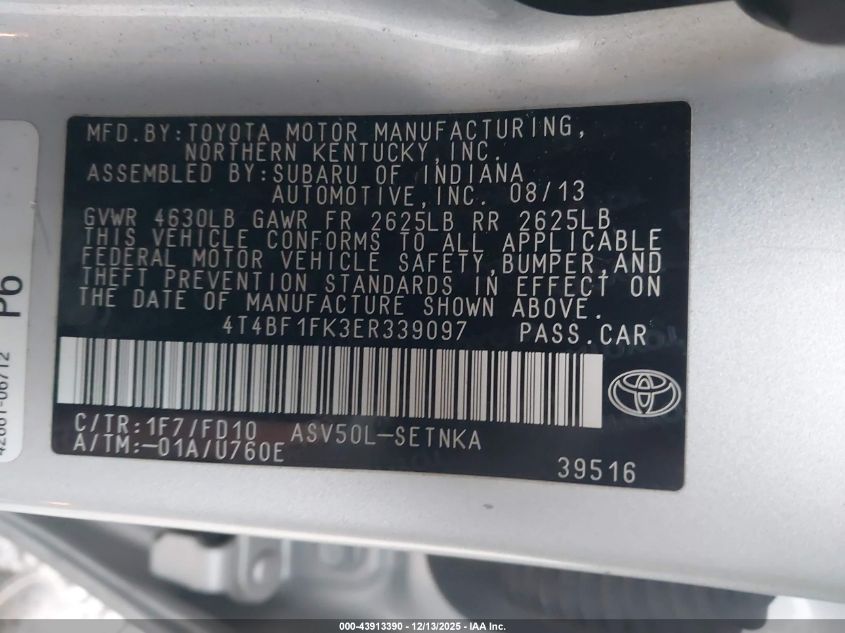 MFD.BY:TOYOTA MOTOR MANUFACTURING,
NORTHERN KENTUCKY,INC.
ASSEMBLED BY:SUBARU OF INDIANA
AUTOMOTIVE,INC. 08/13
GVWR 4630LB GAWR FR 2625LB RR 2625LB
THIS VEHICLE CONFORMS TO ALL APPLICABLE
FEDERAL MOTOR VEHICLE SAFETY,BUMPER,AND
THEFT PREVENTION STANDARDS IN EFFECT ON
THE DATE OF MANUFACTURE SHOWN ABOVE.
4T4BF1FK3ER339097 PASS.CAR
C/TR:1F7/FD10 ASV50L-SETNKA
A/TM:-01A/U760E
39516
P6
42661-06712
000-43913390 - 12/13/2025 - IAA Inc.